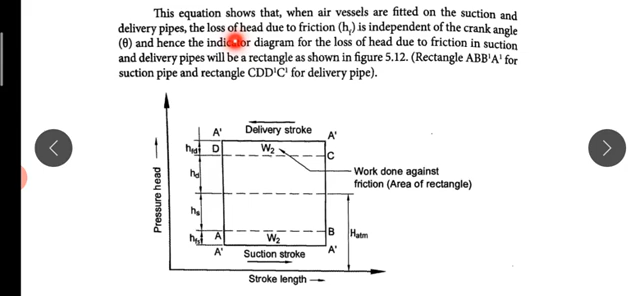 This equation shows that, when air vessels are fitted on the suction and
delivery pipes, the loss of head due to friction (hf) is independent of the crank angle
(θ) and hence the indicator diagram for the loss of head due to friction in suction
and delivery pipes will be a rectangle as shown in figure 5.12. (Rectangle ABB'A' for
suction pipe and rectangle CDD'C' for delivery pipe).
Delivery stroke
A' A'
hfd D W2 C
hd
Work done against
friction (Area of rectangle)
Pressure head
hs
hfs A W2 B Hatm
A' Suction stroke A'
Stroke length